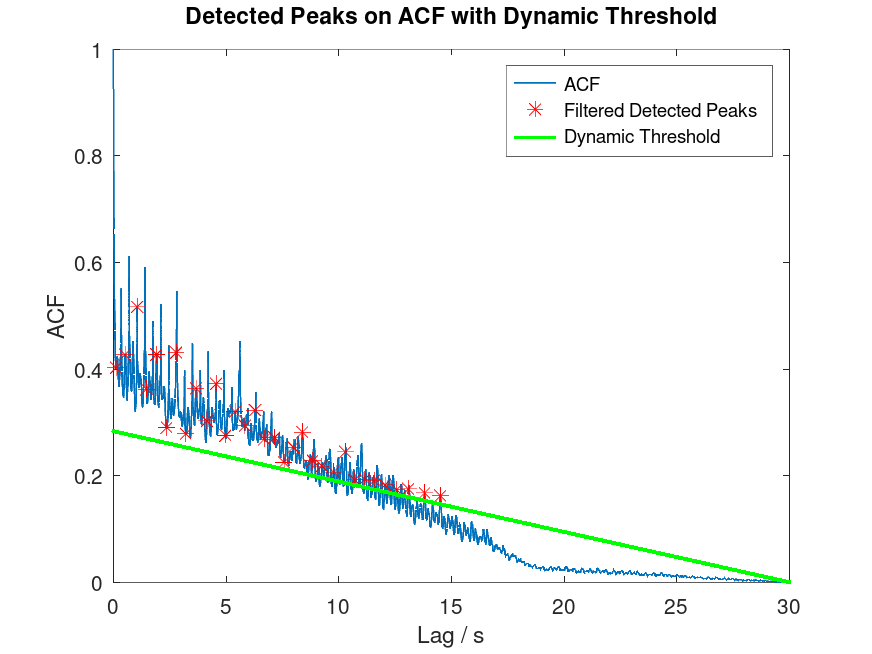 Detected Peaks on ACF with Dynamic Threshold
1
0.8
0.6
0.4
0.2
0
ACF
ACF
Filtered Detected Peaks
Dynamic Threshold
0 5 10 15 20 25 30
Lag / s